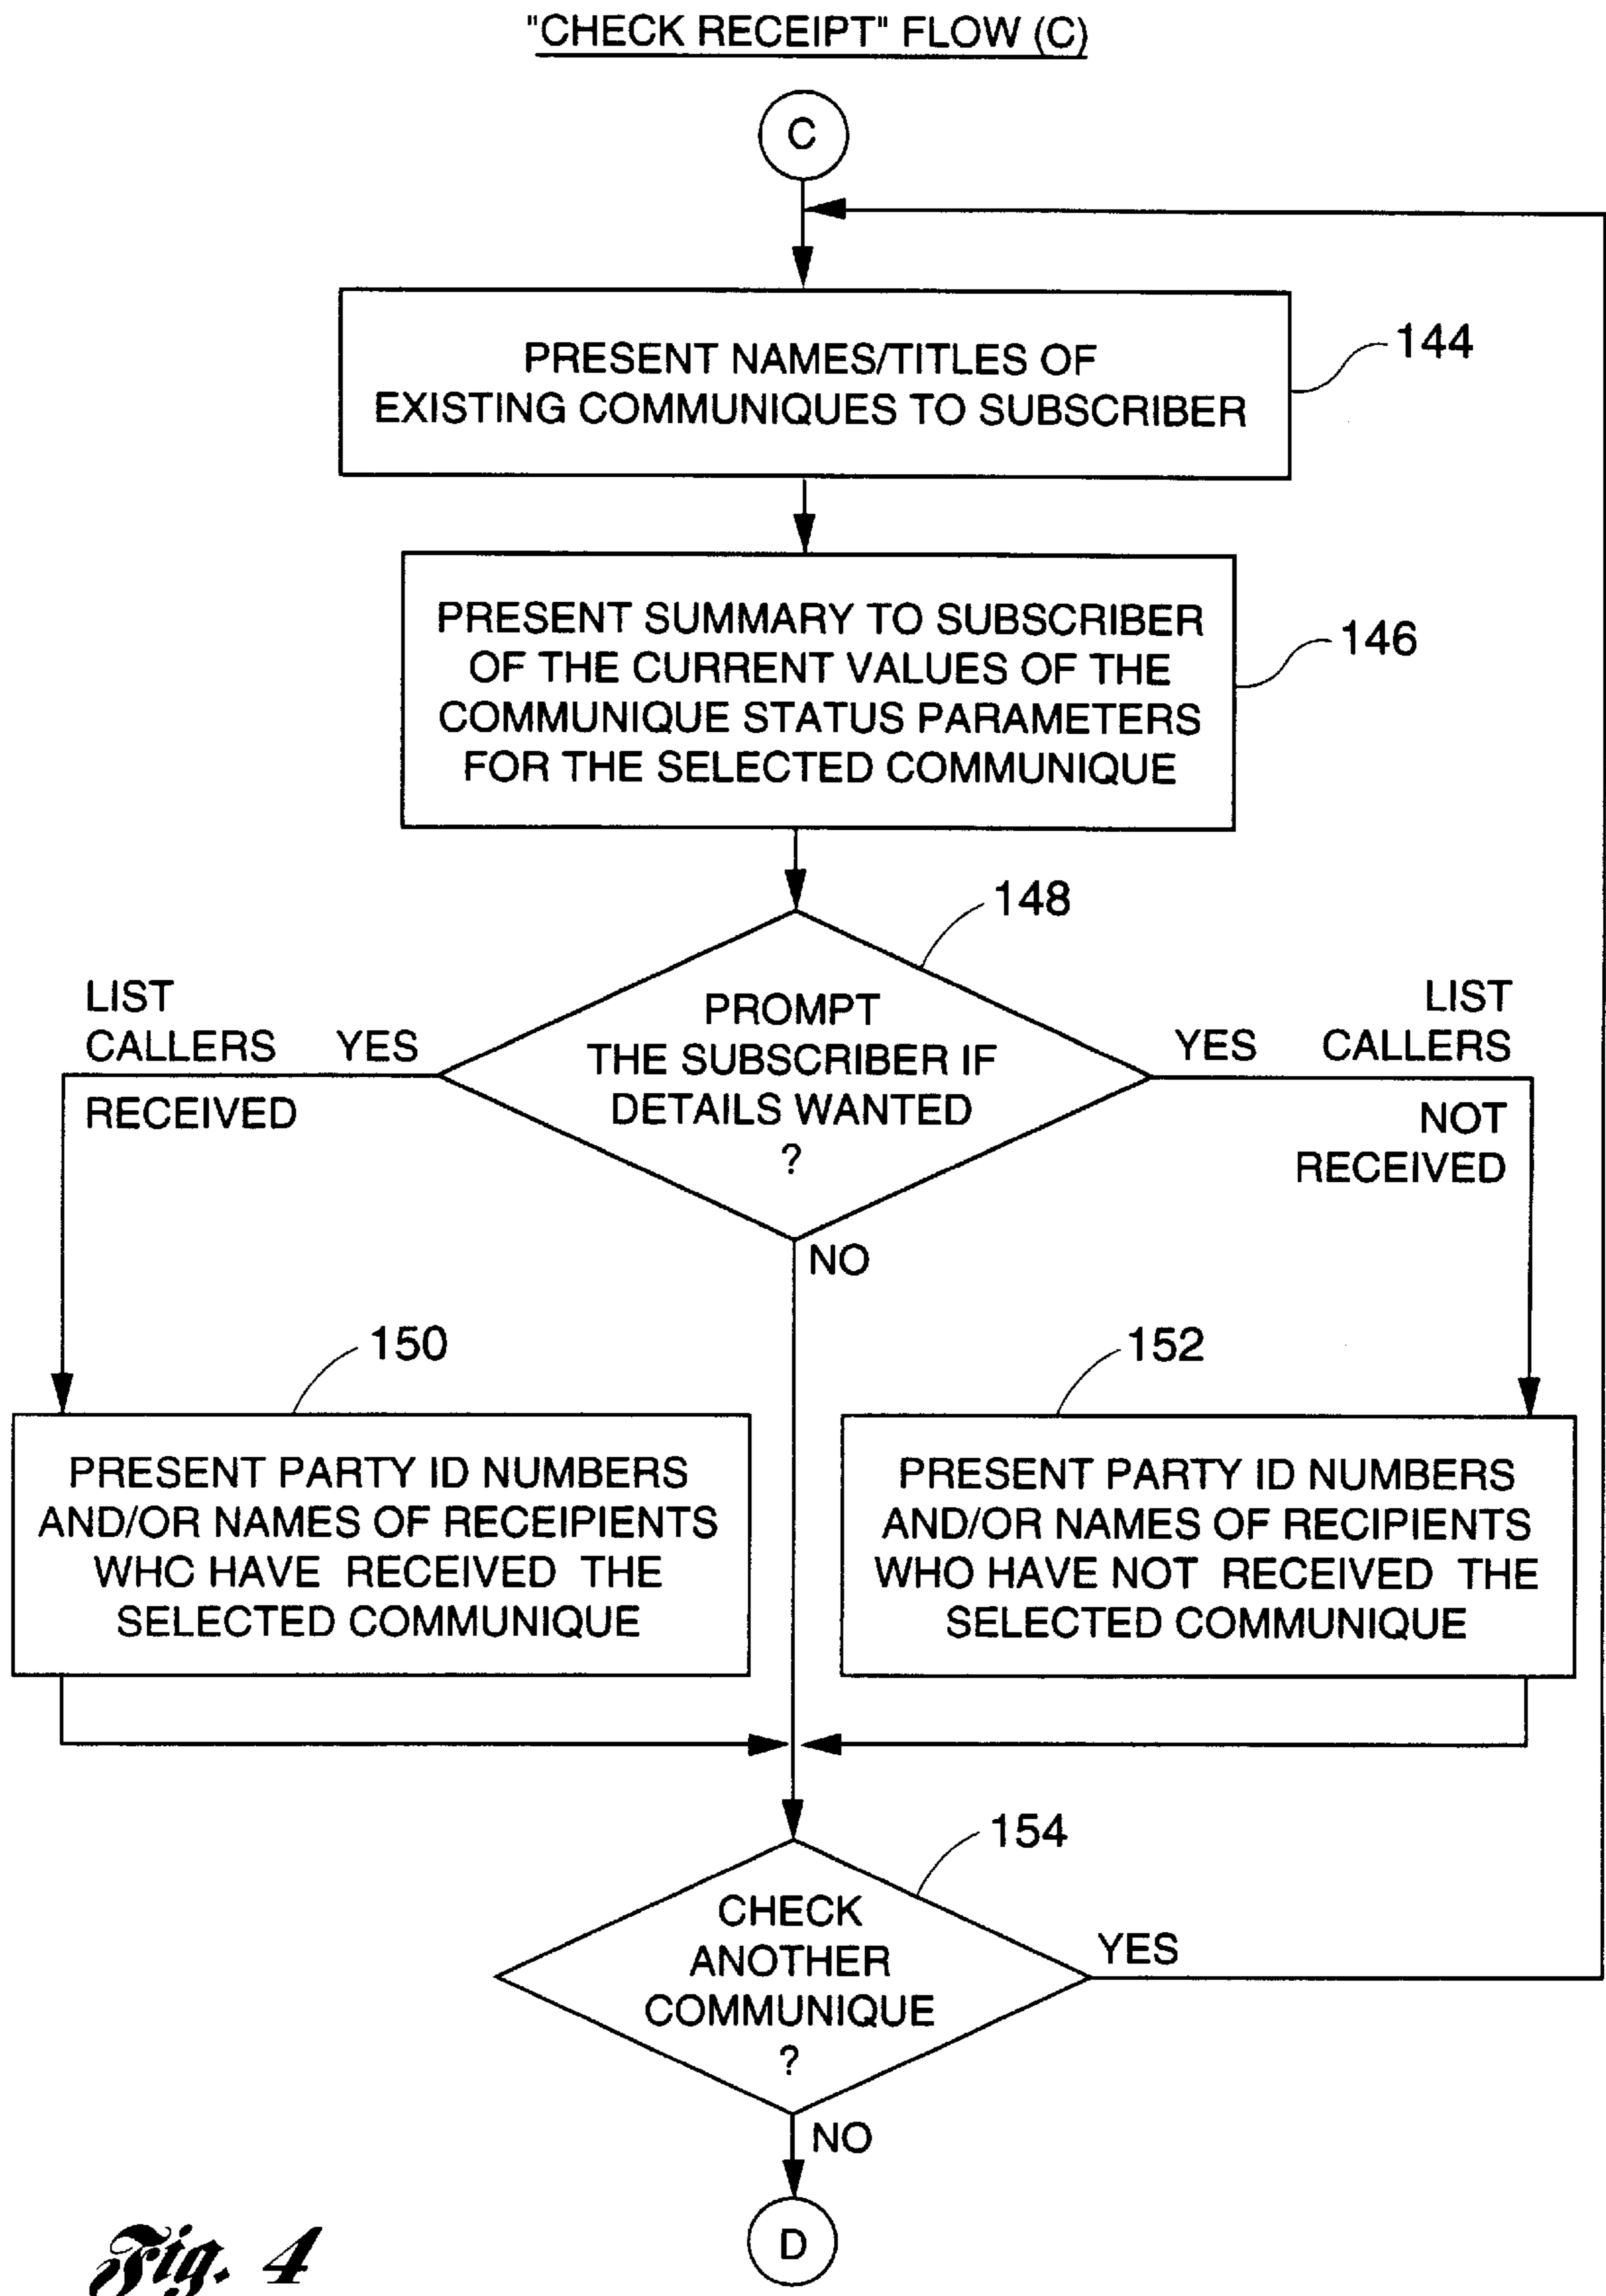 "CHECK RECEIPT" FLOW (C)
C
PRESENT NAMES/TITLES OF
EXISTING COMMUNIQUES TO SUBSCRIBER
144
PRESENT SUMMARY TO SUBSCRIBER
OF THE CURRENT VALUES OF THE
COMMUNIQUE STATUS PARAMETERS
FOR THE SELECTED COMMUNIQUE
146
148
LIST
CALLERS YES
RECEIVED
PROMPT
THE SUBSCRIBER IF
DETAILS WANTED
?
LIST
YES CALLERS
NOT
RECEIVED
NO
150
PRESENT PARTY ID NUMBERS
AND/OR NAMES OF RECEIPIENTS
WHO HAVE RECEIVED THE
SELECTED COMMUNIQUE
152
PRESENT PARTY ID NUMBERS
AND/OR NAMES OF RECIPIENTS
WHO HAVE NOT RECEIVED THE
SELECTED COMMUNIQUE
154
CHECK
ANOTHER
COMMUNIQUE
?
YES
NO
D
Fig. 4